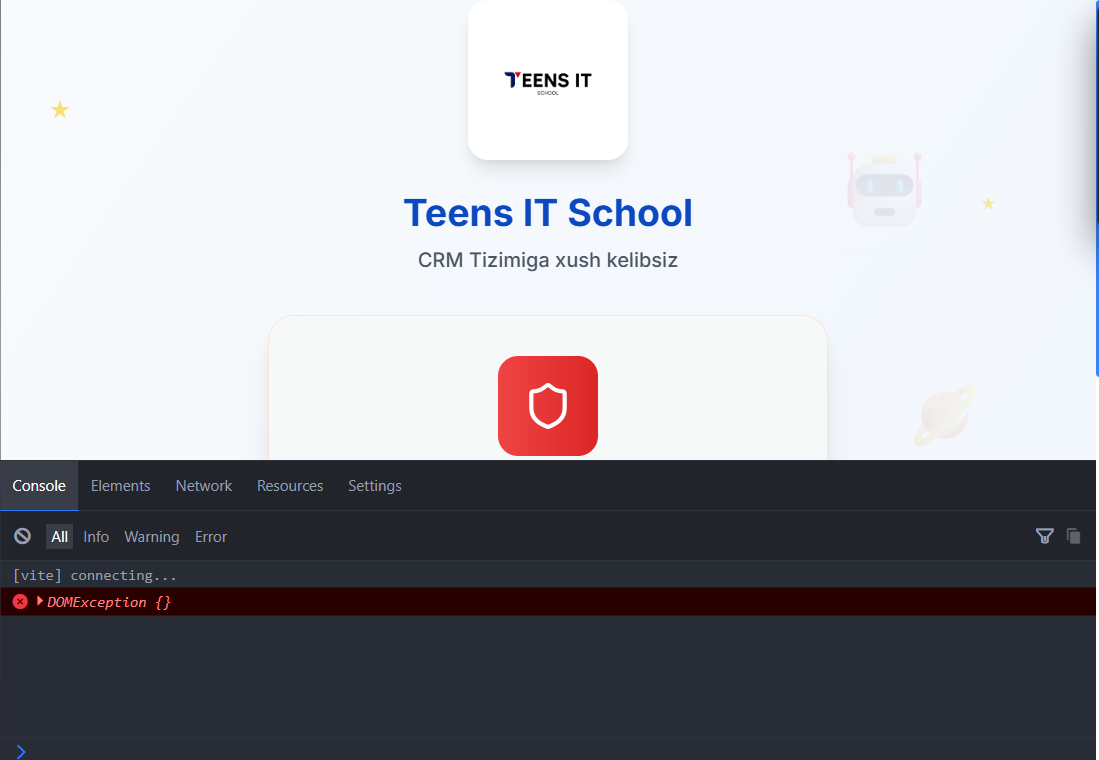 TEENS IT
SCHOOL
Teens IT School
CRM Tizimiga xush kelibsiz
Console Elements Network Resources Settings
All Info Warning Error
[vite] connecting...
DOMException {}